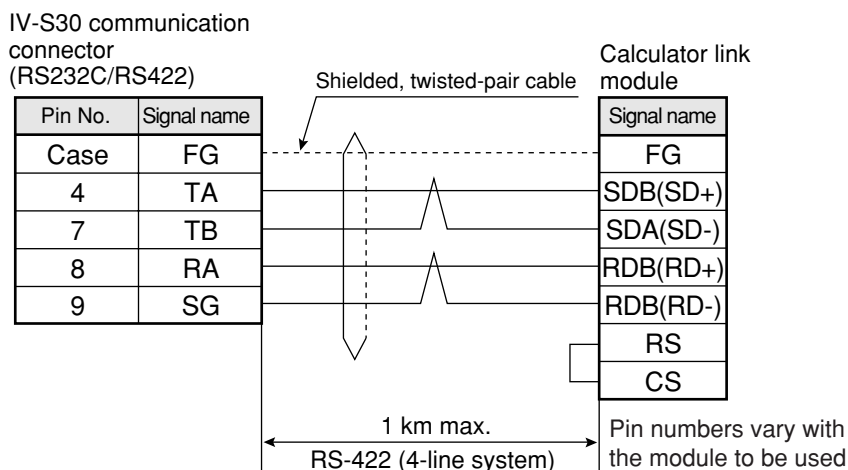 IV-S30 communication
connector
(RS232C/RS422)
Shielded, twisted-pair cable
Calculator link
module
Pin No. Signal name
Signal name
Case FG
FG
4 TA
SDB(SD+)
7 TB
SDA(SD-)
8 RA
RDB(RD+)
9 SG
RDB(RD-)
RS
CS
1 km max.
RS-422 (4-line system)
Pin numbers vary with
the module to be used